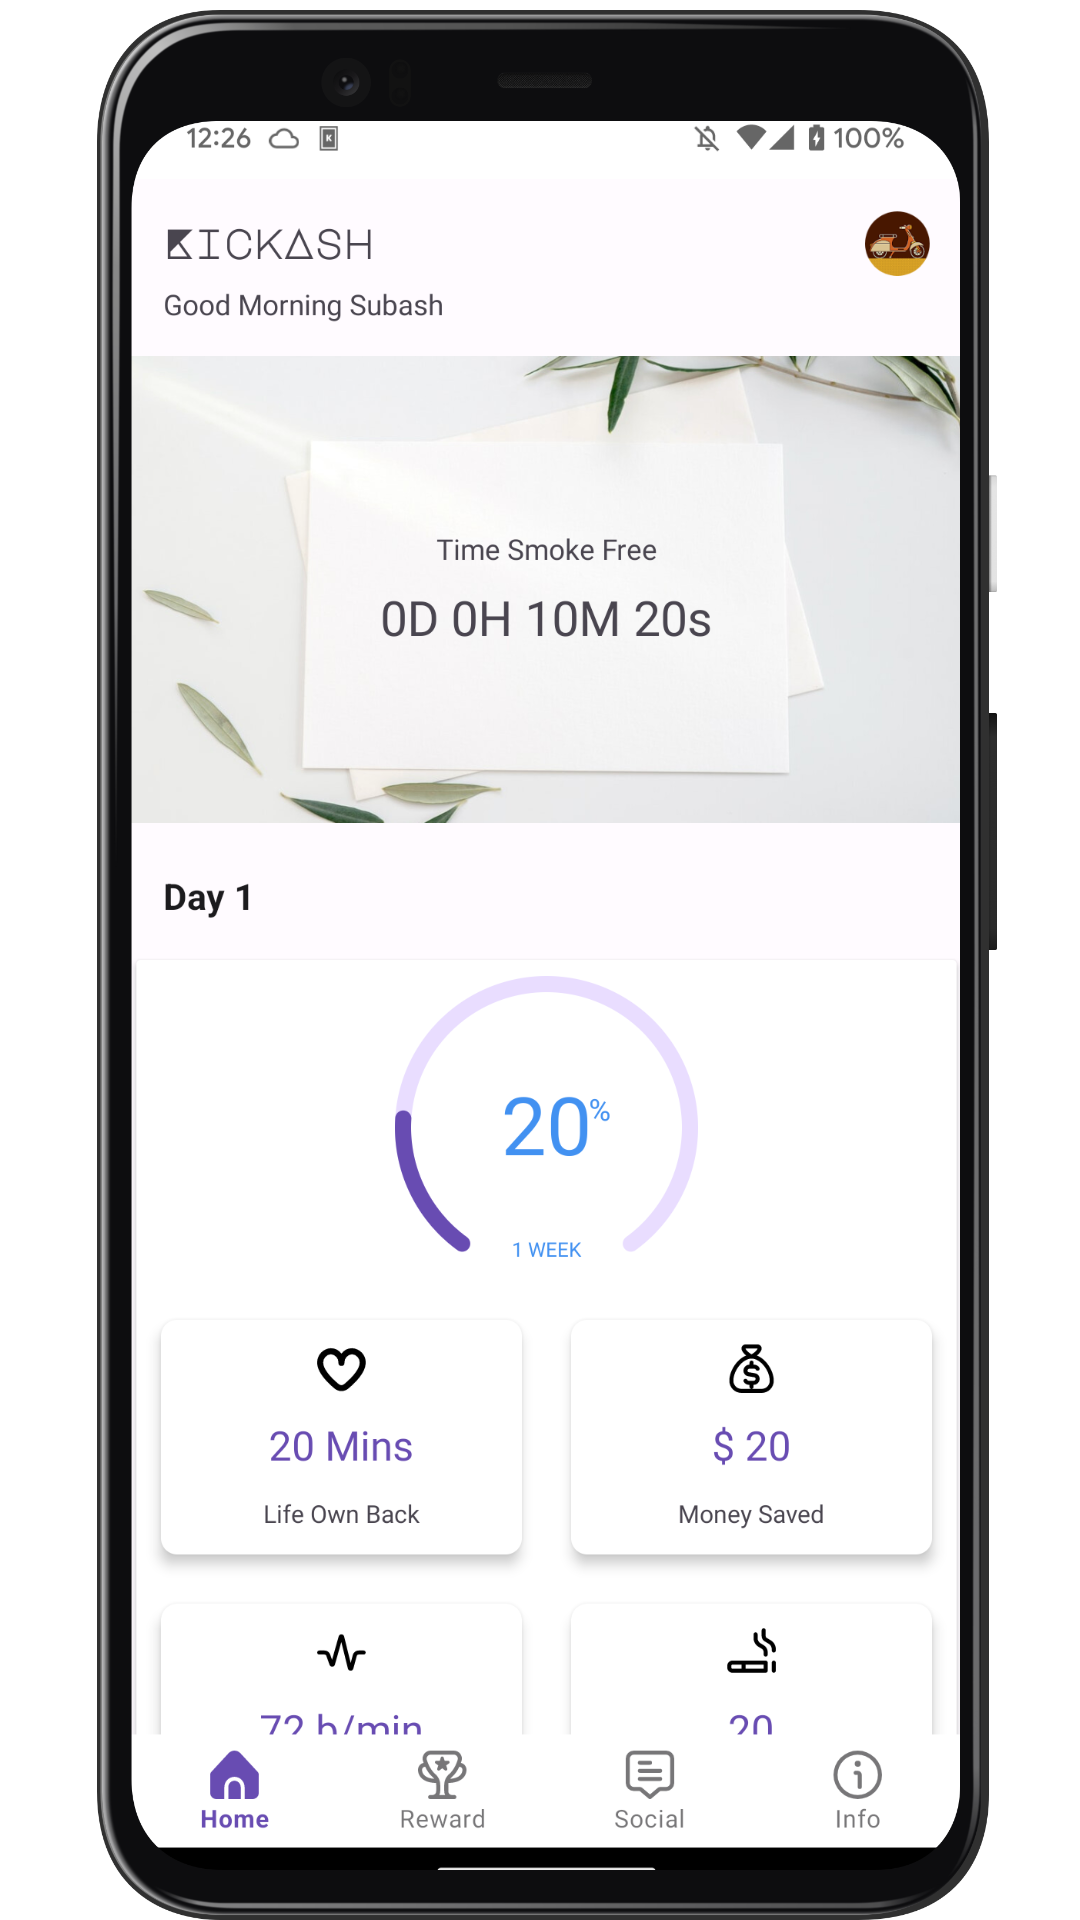 12:26 K 100%
KICKASH
Good Morning Subash
Time Smoke Free
0D 0H 10M 20s
Day 1
20%
1 WEEK
20 Mins
$ 20
Life Own Back
Money Saved
72 b/min
20
Home
Reward
Social
Info